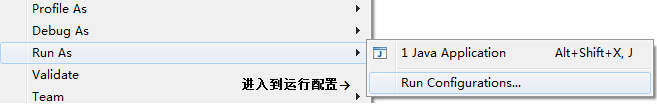 Profile As
Debug As
Run As
1 Java Application Alt+Shift+X, J
Validate
进入到运行配置→
Run Configurations...
Team